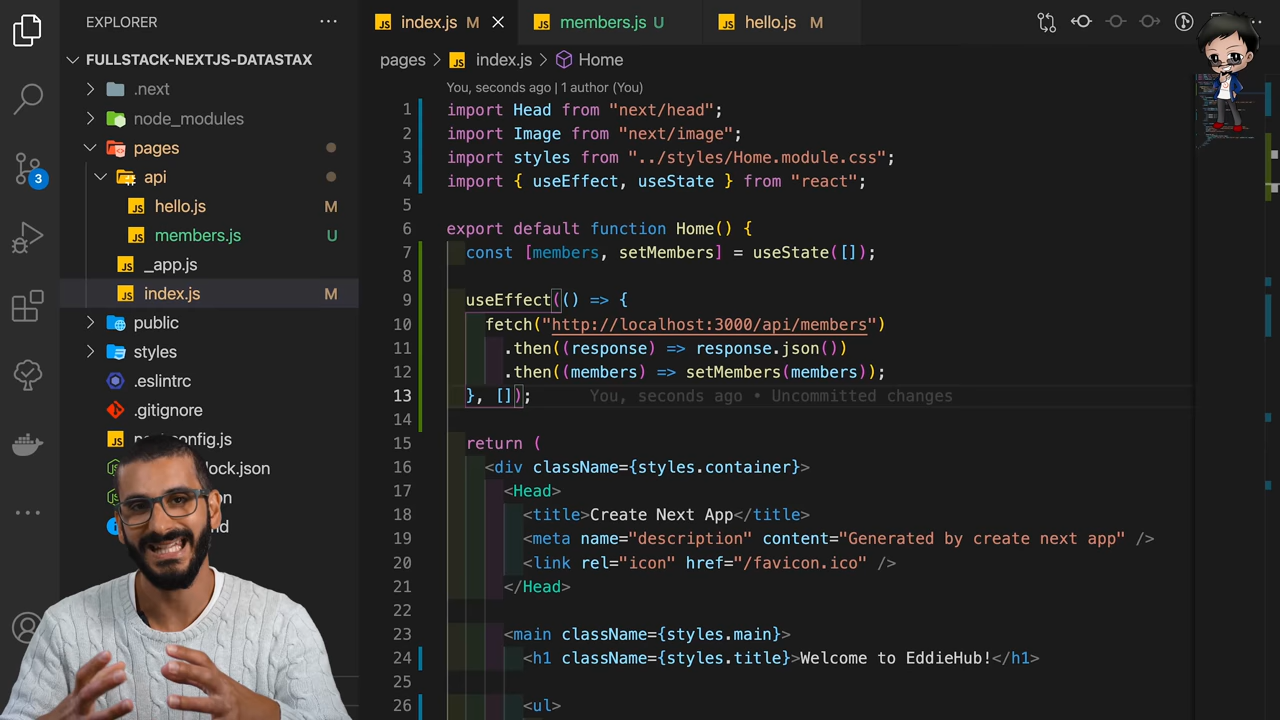 EXPLORER
FULLSTACK-NEXTJS-DATASTAX
.next
node_modules
pages
api
hello.js M
members.js U
_app.js
index.js M
public
styles
.eslintrc
.gitignore
config.js
lock.json
3
index.js M
members.js U
hello.js M
pages > index.js > Home
You, seconds ago | 1 author (You)
1 import Head from "next/head";
2 import Image from "next/image";
3 import styles from "../styles/Home.module.css";
4 import { useEffect, useState } from "react";
5
6 export default function Home() {
7 const [members, setMembers] = useState([]);
8
9 useEffect(() => {
10 fetch("http://localhost:3000/api/members")
11 .then((response) => response.json())
12 .then((members) => setMembers(members));
13 }, []); You, seconds ago • Uncommitted changes
14
15 return (
16 <div className={styles.container}>
17 <Head>
18 <title>Create Next App</title>
19 <meta name="description" content="Generated by create next app" />
20 <link rel="icon" href="/favicon.ico" />
21 </Head>
22
23 <main className={styles.main}>
24 <h1 className={styles.title}>Welcome to EddieHub!</h1>
25
26 <ul>